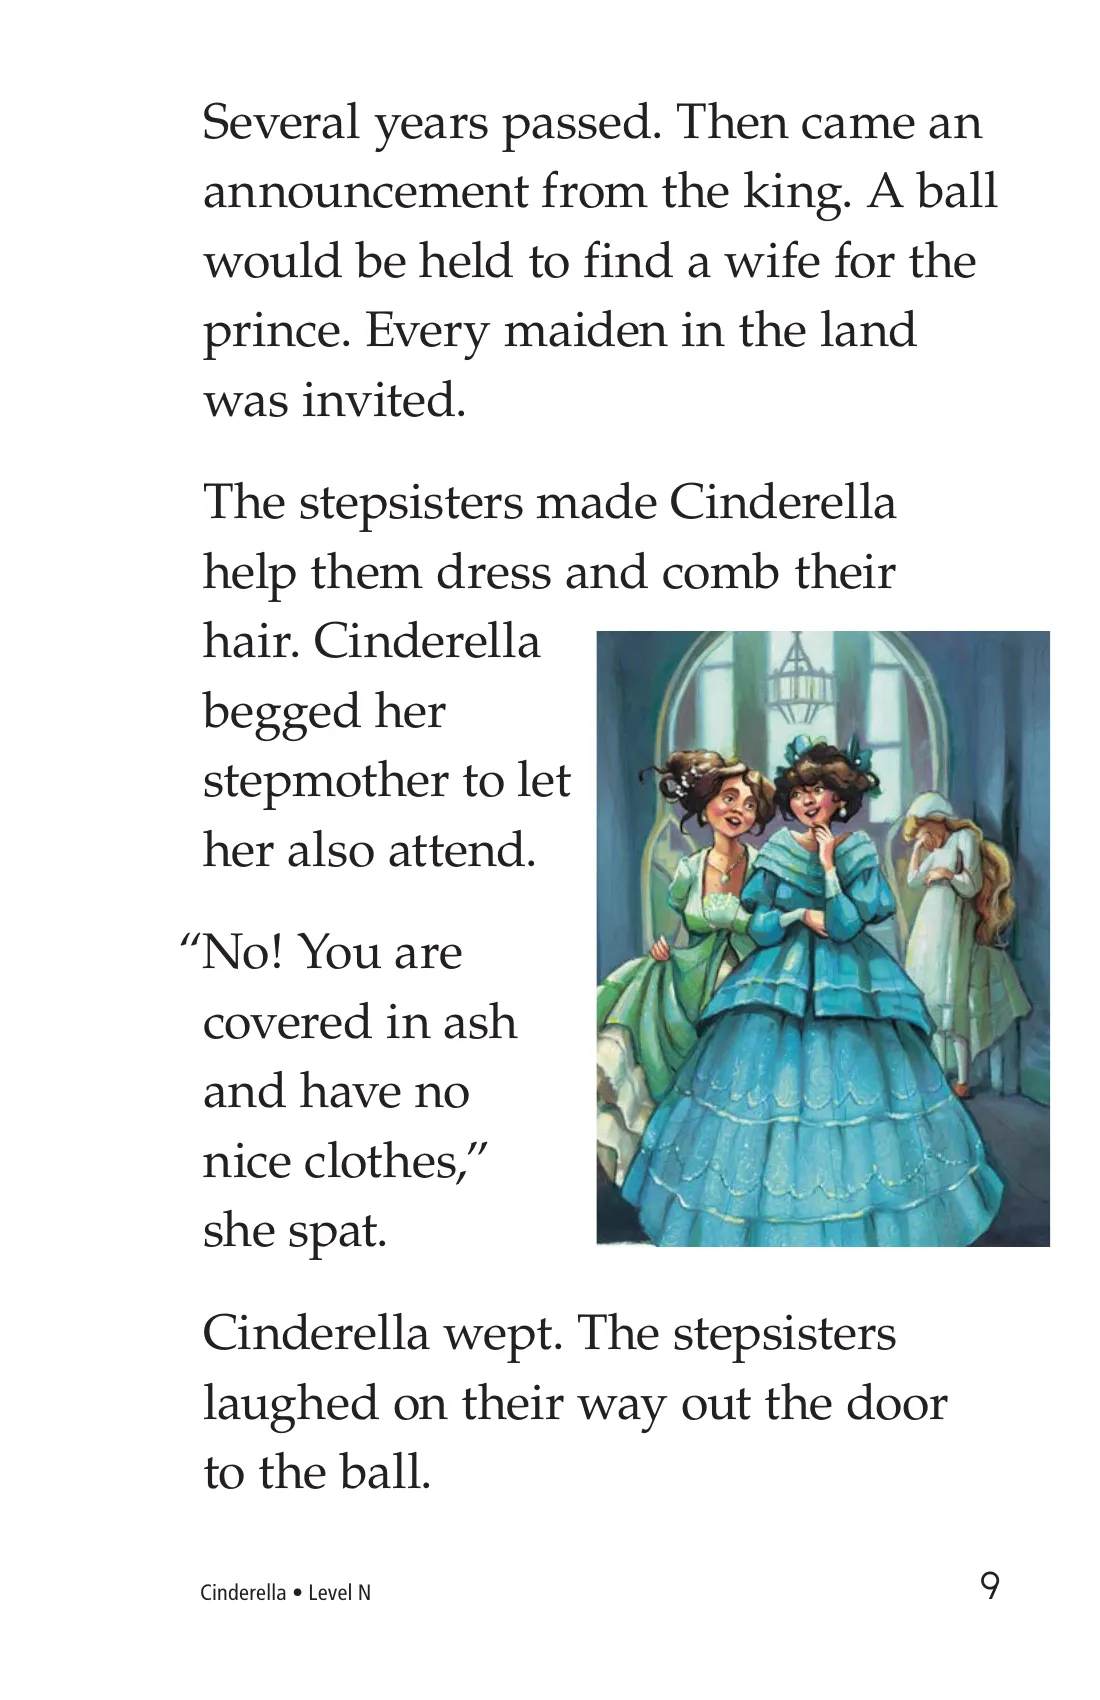 Several years passed. Then came an
announcement from the king. A ball
would be held to find a wife for the
prince. Every maiden in the land
was invited.
The stepsisters made Cinderella
help them dress and comb their
hair. Cinderella
begged her
stepmother to let
her also attend.
“No! You are
covered in ash
and have no
nice clothes,”
she spat.
Cinderella wept. The stepsisters
laughed on their way out the door
to the ball.
Cinderella • Level N
9